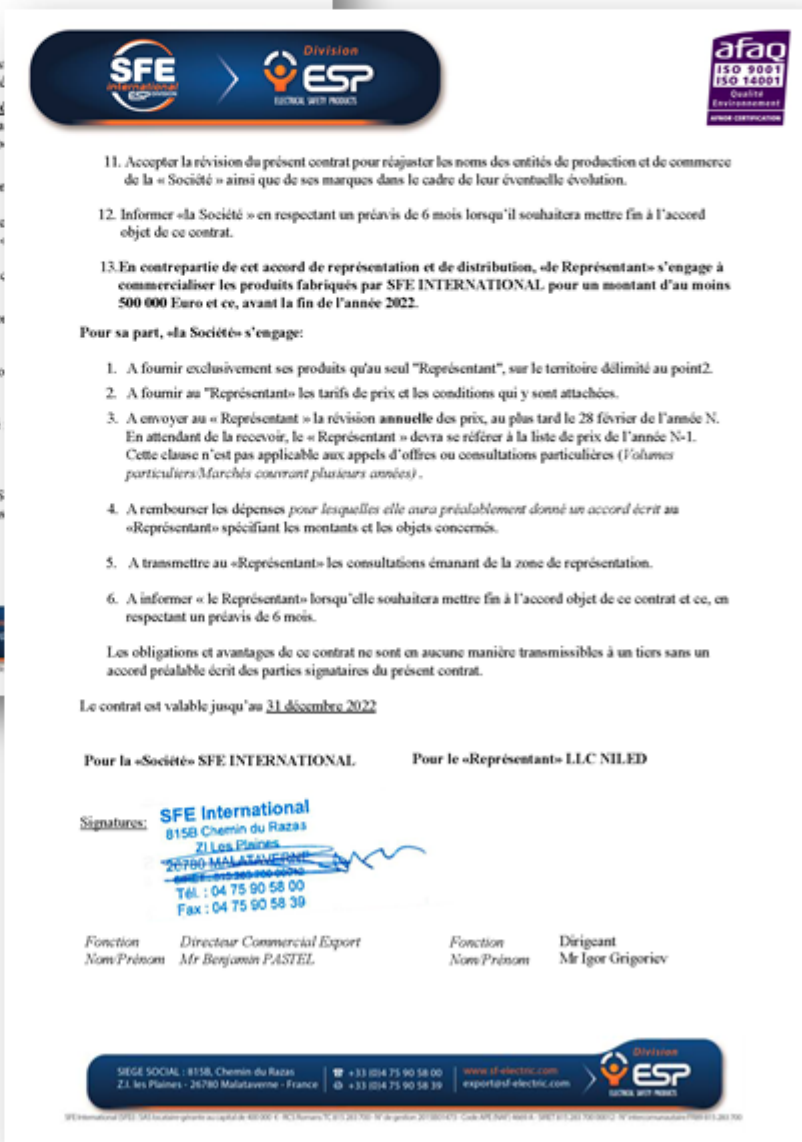 SFE
international
ESP DIVISION
Division
ESP
ELECTRICAL SAFETY PRODUCTS
afaq
ISO 9001
ISO 14001
Qualité
Environnement
AFNOR CERTIFICATION
11. Accepter la révision du présent contrat pour réajuster les noms des entités de production et de commerce
de la « Société » ainsi que de ses marques dans le cadre de leur éventuelle évolution.
12. Informer «la Société » en respectant un préavis de 6 mois lorsqu'il souhaitera mettre fin à l'accord
objet de ce contrat.
13.En contrepartie de cet accord de représentation et de distribution, «le Représentant» s'engage à
commercialiser les produits fabriqués par SFE INTERNATIONAL pour un montant d'au moins
500 000 Euro et ce, avant la fin de l'année 2022.
Pour sa part, «la Société» s'engage:
1. A fournir exclusivement ses produits qu'au seul "Représentant", sur le territoire délimité au point2.
2. A fournir au "Représentant» les tarifs de prix et les conditions qui y sont attachées.
3. A envoyer au « Représentant » la révision annuelle des prix, au plus tard le 28 février de l'année N.
En attendant de la recevoir, le « Représentant » devra se référer à la liste de prix de l'année N-1.
Cette clause n'est pas applicable aux appels d'offres ou consultations particulières (Volumes
particuliers/Marchés couvrant plusieurs années) .
4. A rembourser les dépenses pour lesquelles elle aura préalablement donné un accord écrit au
«Représentant» spécifiant les montants et les objets concernés.
5. A transmettre au «Représentant» les consultations émanant de la zone de représentation.
6. A informer « le Représentant» lorsqu'elle souhaitera mettre fin à l'accord objet de ce contrat et ce, en
respectant un préavis de 6 mois.
Les obligations et avantages de ce contrat ne sont en aucune manière transmissibles à un tiers sans un
accord préalable écrit des parties signataires du présent contrat.
Le contrat est valable jusqu'au 31 décembre 2022
Pour la «Société» SFE INTERNATIONAL Pour le «Représentant» LLC NILED
Signatures:
SFE International
815B Chemin du Razas
ZI Les Plaines
26780 MALATAVERNE
Tél. : 04 75 90 58 00
Fax : 04 75 90 58 39
Fonction Directeur Commercial Export Fonction Dirigeant
Nom/Prénom Mr Benjamin PASTEL Nom/Prénom Mr Igor Grigoriev
SIEGE SOCIAL : 815B, Chemin du Razas +33 (0)4 75 90 58 00 www.sf-electric.com
Z.I. les Plaines - 26780 Malataverne - France +33 (0)4 75 90 58 39 export@sf-electric.com
Division
ESP
ELECTRICAL SAFETY PRODUCTS